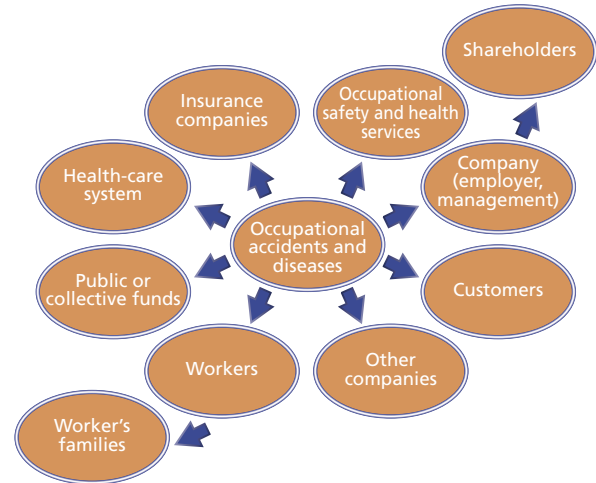 Shareholders
Insurance
companies
Occupational
safety and health
services
Health-care
system
Company
(employer,
management)
Occupational
accidents and
diseases
Public or
collective funds
Customers
Workers
Other
companies
Worker's
families